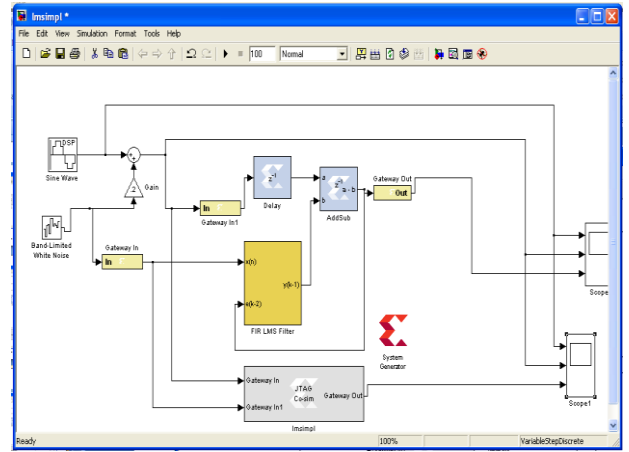 lmsimpl *
File Edit View Simulation Format Tools Help
100 Normal
DSP
Sine Wave
2
Gain
Band-Limited
White Noise
In
Gateway In
In
Gateway In1
z-1
Delay
a
b
z-1
a - b
AddSub
Gateway Out
Out
x(n)
y(k-1)
e(k-2)
FIR LMS Filter
System
Generator
Scope
Gateway In
JTAG
Co-sim
Gateway Out
Gateway In1
lmsimpl
Scope1
Ready 100% VariableStepDiscrete